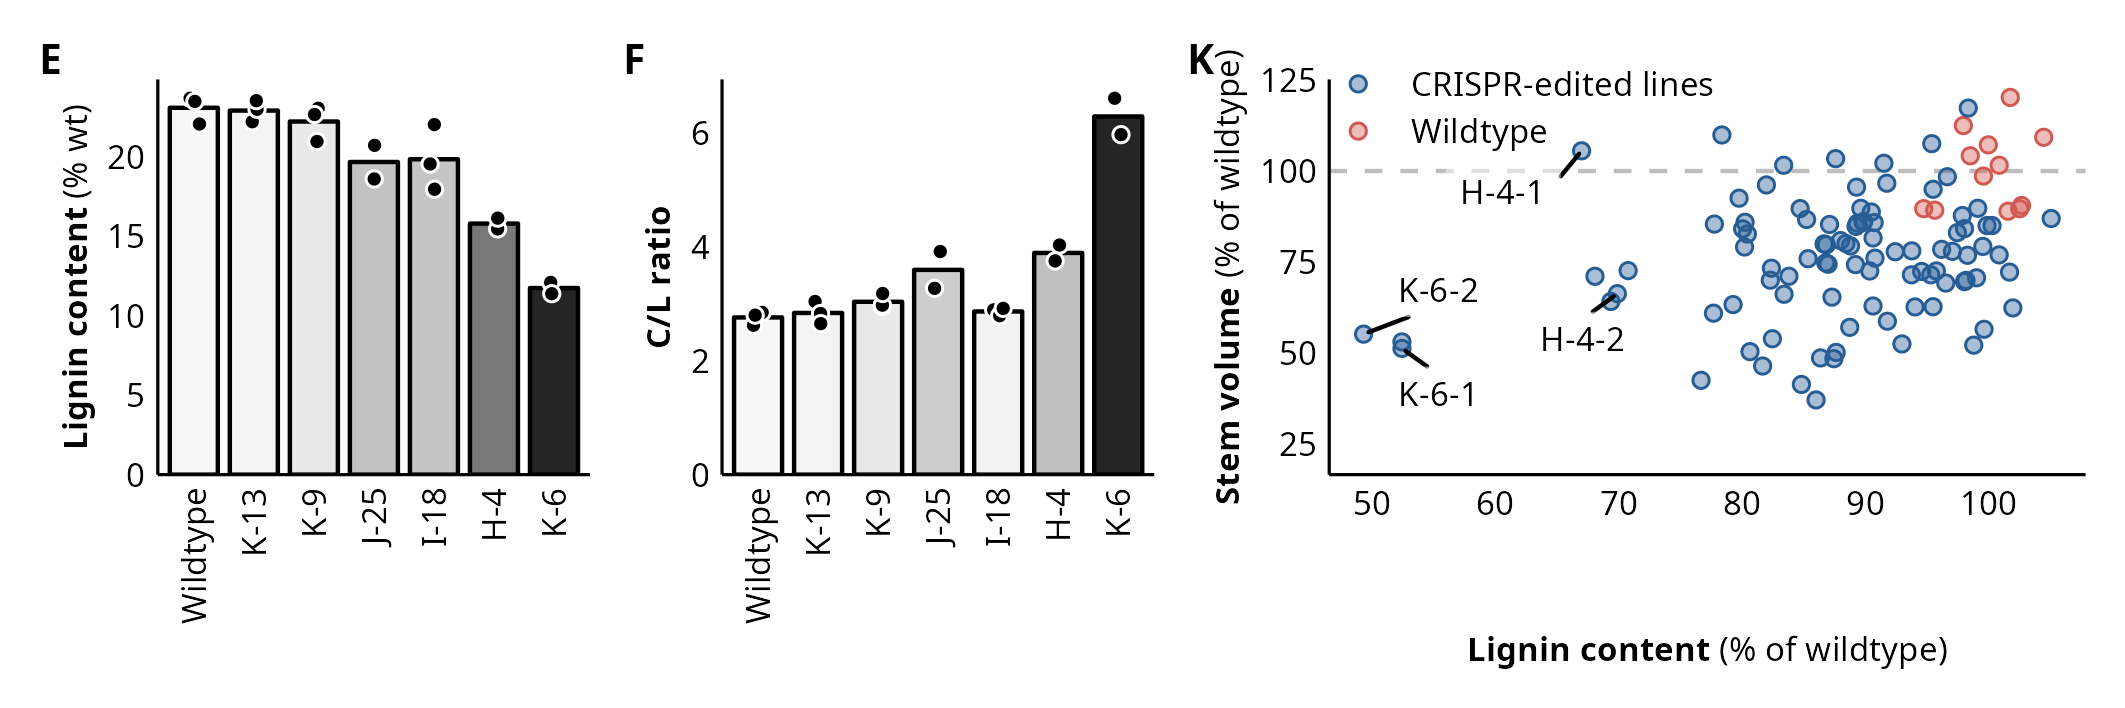 E
Lignin content (% wt)
20
15
10
5
0
Wildtype
K-13
K-9
J-25
I-18
H-4
K-6
F
C/L ratio
6
4
2
0
Wildtype
K-13
K-9
J-25
I-18
H-4
K-6
K
Stem volume (% of wildtype)
125
100
75
50
25
CRISPR-edited lines
Wildtype
H-4-1
K-6-2
H-4-2
K-6-1
50 60 70 80 90 100
Lignin content (% of wildtype)